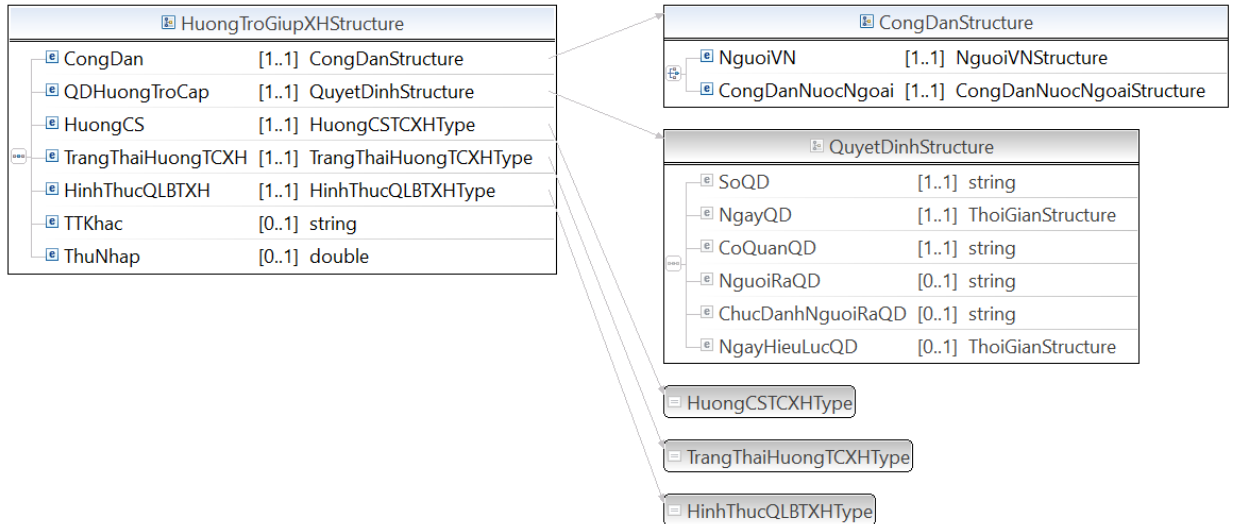 HuongTroGiupXHStructure
CongDan [1..1] CongDanStructure
QDHuongTroCap [1..1] QuyetDinhStructure
HuongCS [1..1] HuongCSTCXHType
TrangThaiHuongTCXH [1..1] TrangThaiHuongTCXHType
HinhThucQLBTXH [1..1] HinhThucQLBTXHType
TTKhac [0..1] string
ThuNhap [0..1] double
CongDanStructure
NguoiVN [1..1] NguoiVNStructure
CongDanNuocNgoai [1..1] CongDanNuocNgoaiStructure
QuyetDinhStructure
SoQD [1..1] string
NgayQD [1..1] ThoiGianStructure
CoQuanQD [1..1] string
NguoiRaQD [0..1] string
ChucDanhNguoiRaQD [0..1] string
NgayHieuLucQD [0..1] ThoiGianStructure
HuongCSTCXHType
TrangThaiHuongTCXHType
HinhThucQLBTXHType